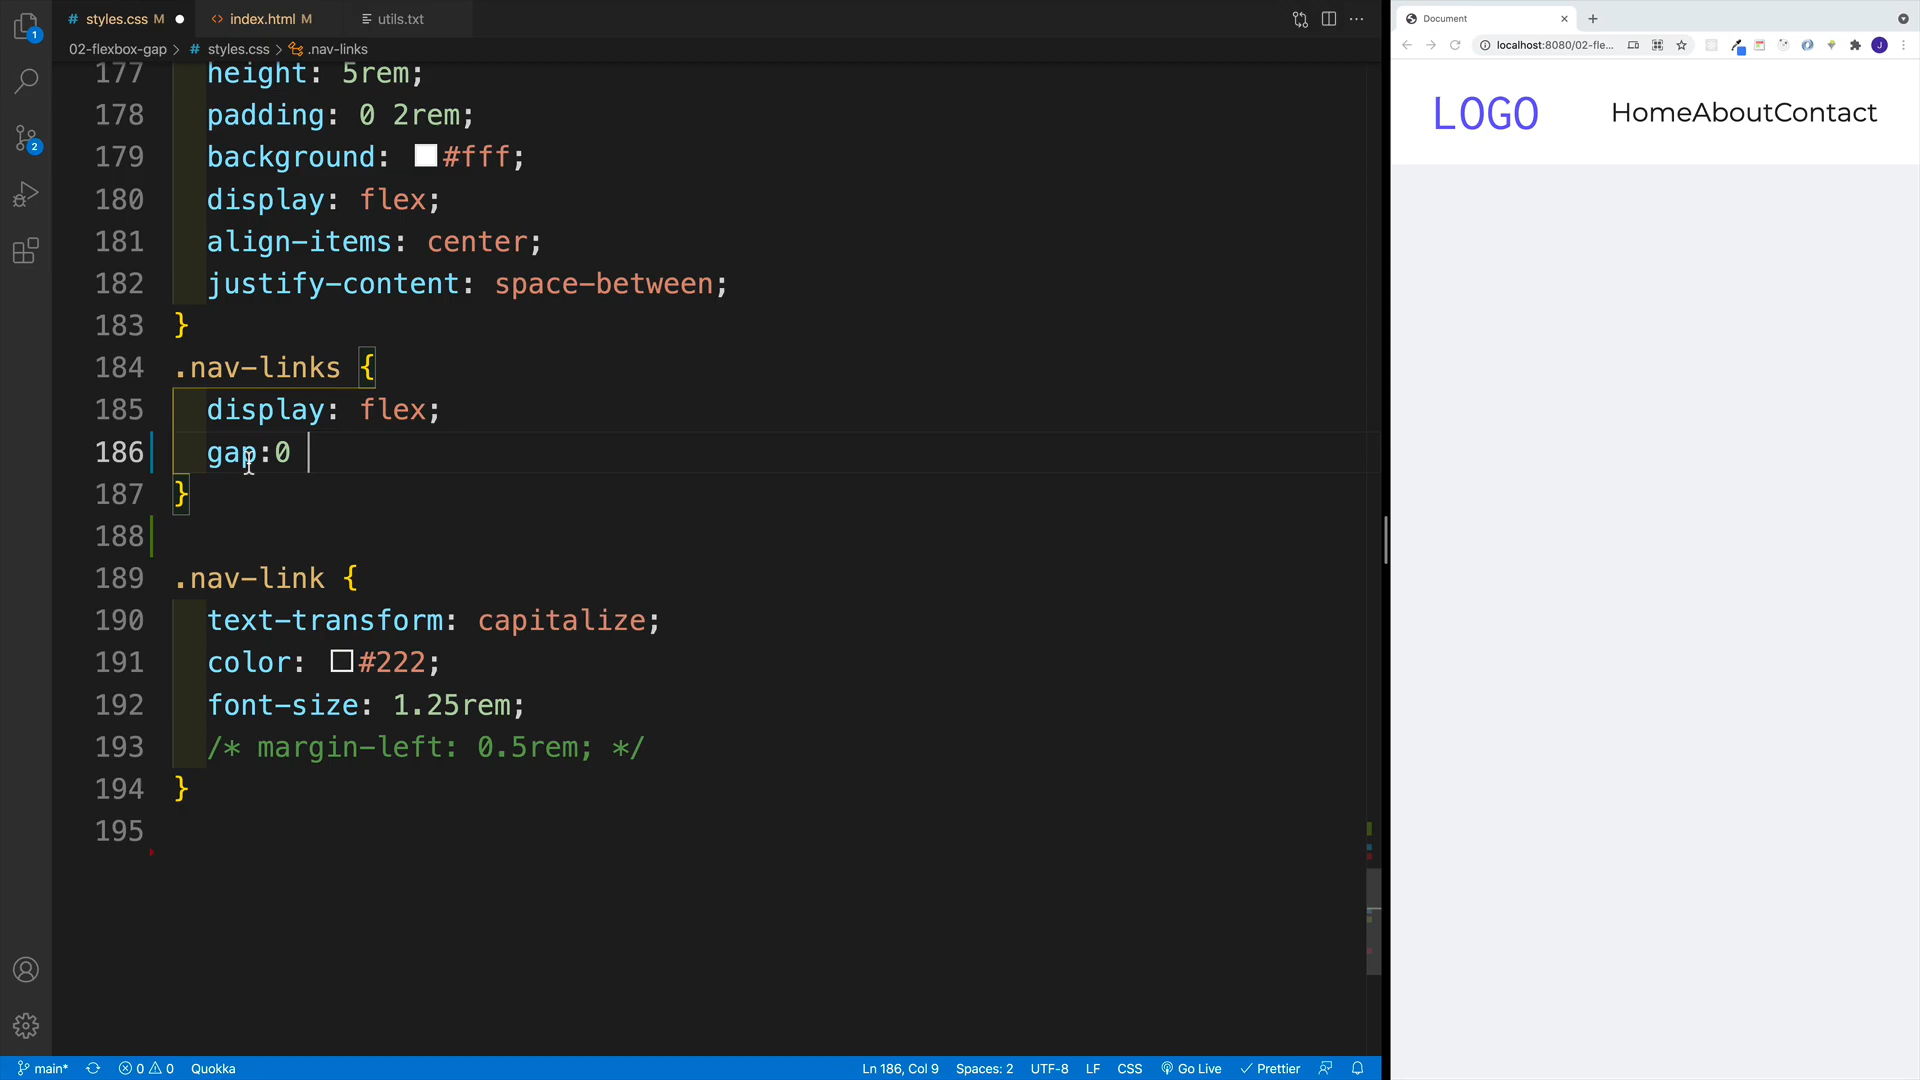 styles.css M
index.html M
utils.txt
02-flexbox-gap > # styles.css > .nav-links
177 height: 5rem;
178 padding: 0 2rem;
179 background: #fff;
180 display: flex;
181 align-items: center;
182 justify-content: space-between;
183 }
184 .nav-links {
185 display: flex;
186 gap:0
187 }
188
189 .nav-link {
190 text-transform: capitalize;
191 color: #222;
192 font-size: 1.25rem;
193 /* margin-left: 0.5rem; */
194 }
195
1
2
main* 0 0 Quokka Ln 186, Col 9 Spaces: 2 UTF-8 LF CSS Go Live Prettier
Document
localhost:8080/02-fle...
J
LOGO HomeAboutContact